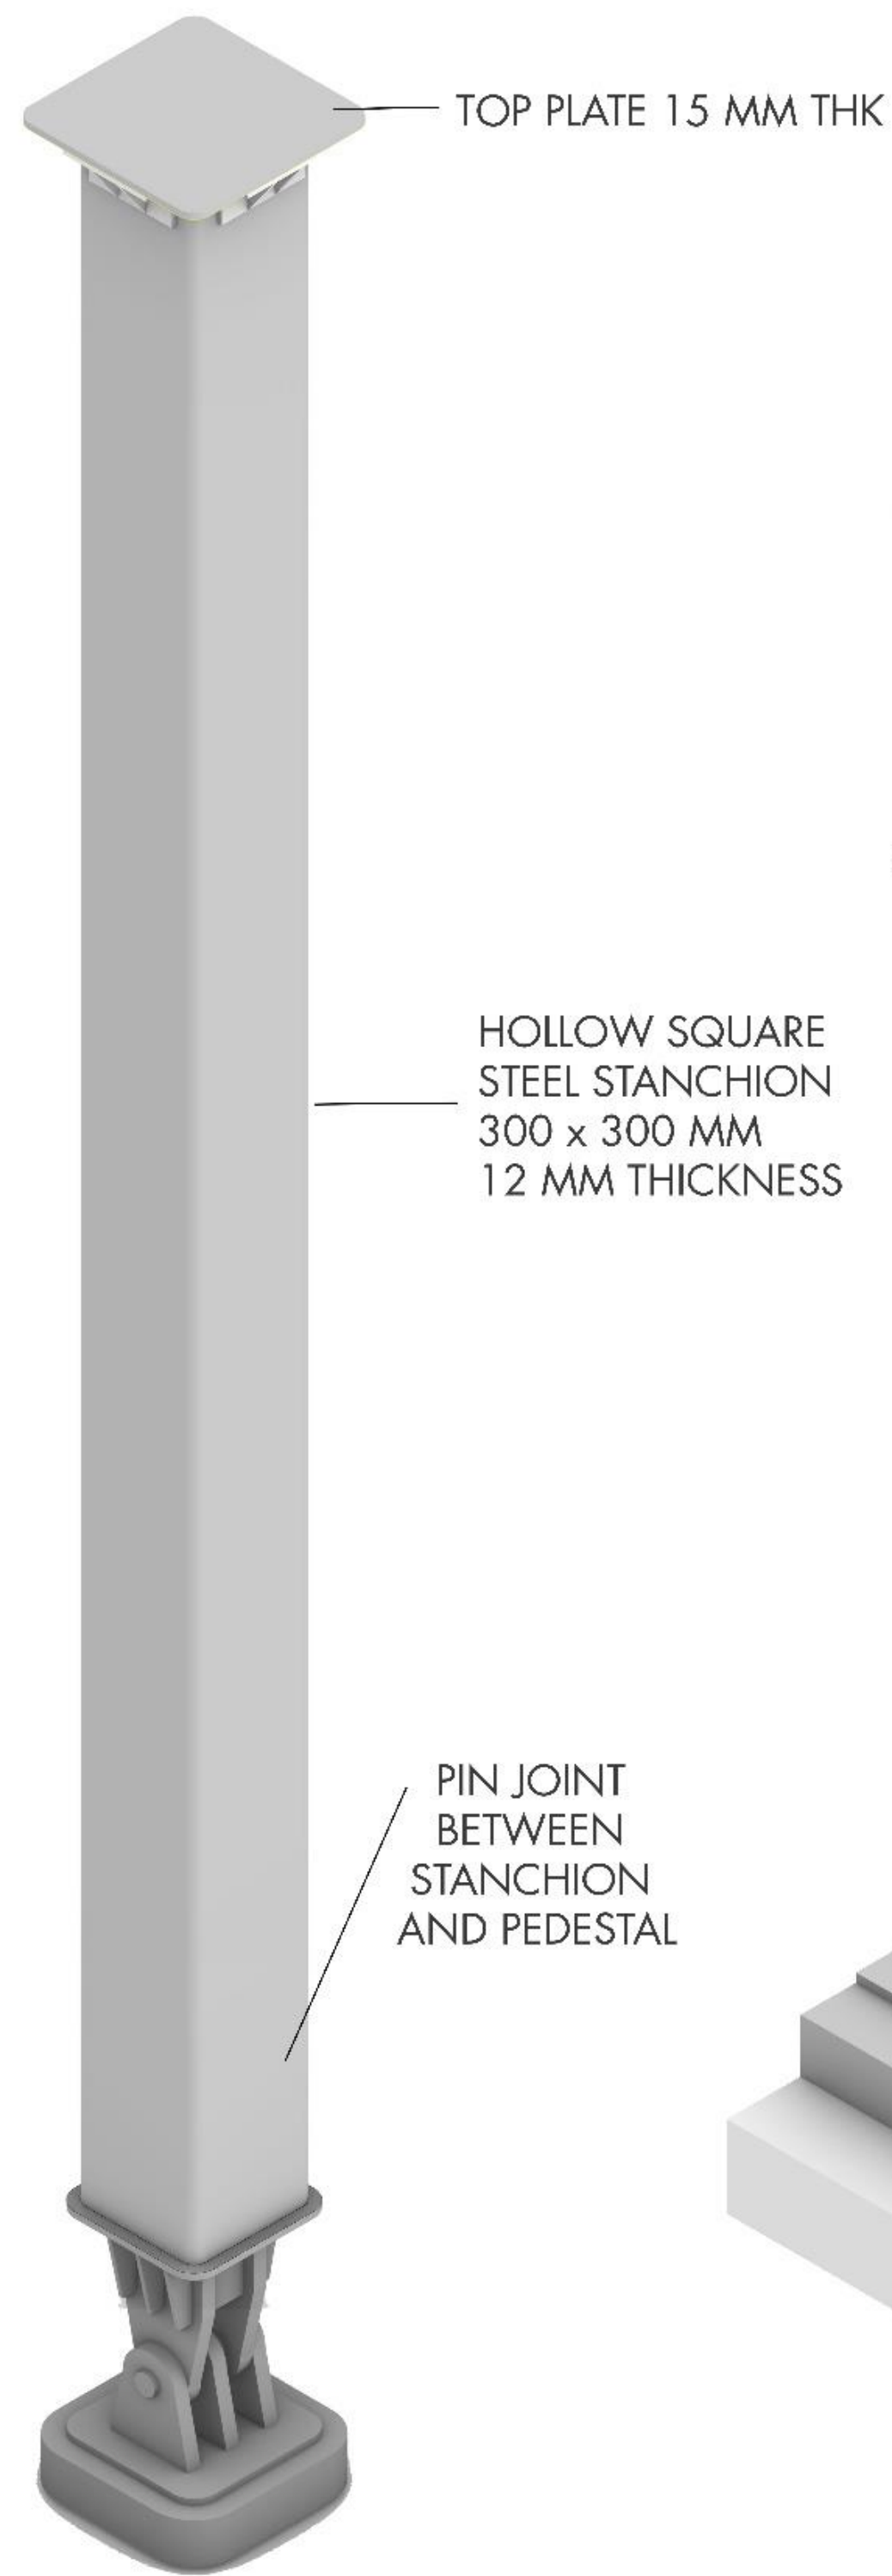 TOP PLATE 15 MM THK
HOLLOW SQUARE
STEEL STANCHION
300 x 300 MM
12 MM THICKNESS
PIN JOINT
BETWEEN
STANCHION
AND PEDESTAL